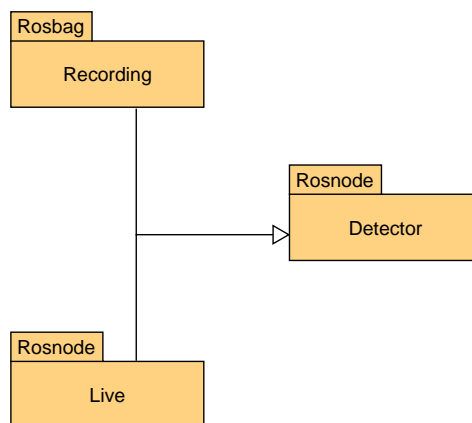 Rosbag
Recording
Rosnode
Detector
Rosnode
Live